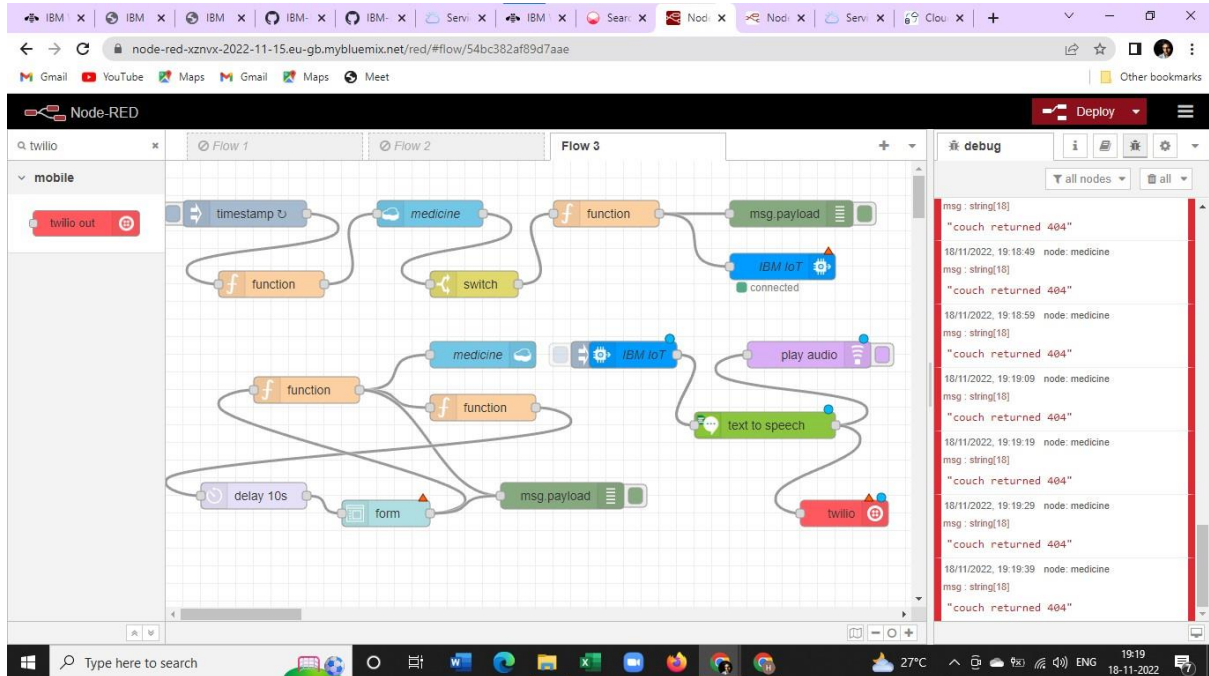 IBM
IBM
IBM
IBM-
IBM-
Servi
IBM
Searc
Nod
Node
Servi
Clou
node-red-xznvx-2022-11-15.eu-gb.mybluemix.net/red/#flow/54bc382af89d7aae
Gmail YouTube Maps Gmail Maps Meet Other bookmarks
Node-RED Deploy
twilio Flow 1 Flow 2 Flow 3 debug
mobile
all nodes all
twilio out
timestamp medicine function msg.payload
IBM IoT
connected
function switch
medicine IBM IoT play audio
function function
text to speech
delay 10s form msg.payload twilio
msg : string[18]
"couch returned 404"
18/11/2022, 19:18:49 node: medicine
msg : string[18]
"couch returned 404"
18/11/2022, 19:18:59 node: medicine
msg : string[18]
"couch returned 404"
18/11/2022, 19:19:09 node: medicine
msg : string[18]
"couch returned 404"
18/11/2022, 19:19:19 node: medicine
msg : string[18]
"couch returned 404"
18/11/2022, 19:19:29 node: medicine
msg : string[18]
"couch returned 404"
18/11/2022, 19:19:39 node: medicine
msg : string[18]
"couch returned 404"
Type here to search 27°C ENG 19:19
18-11-2022